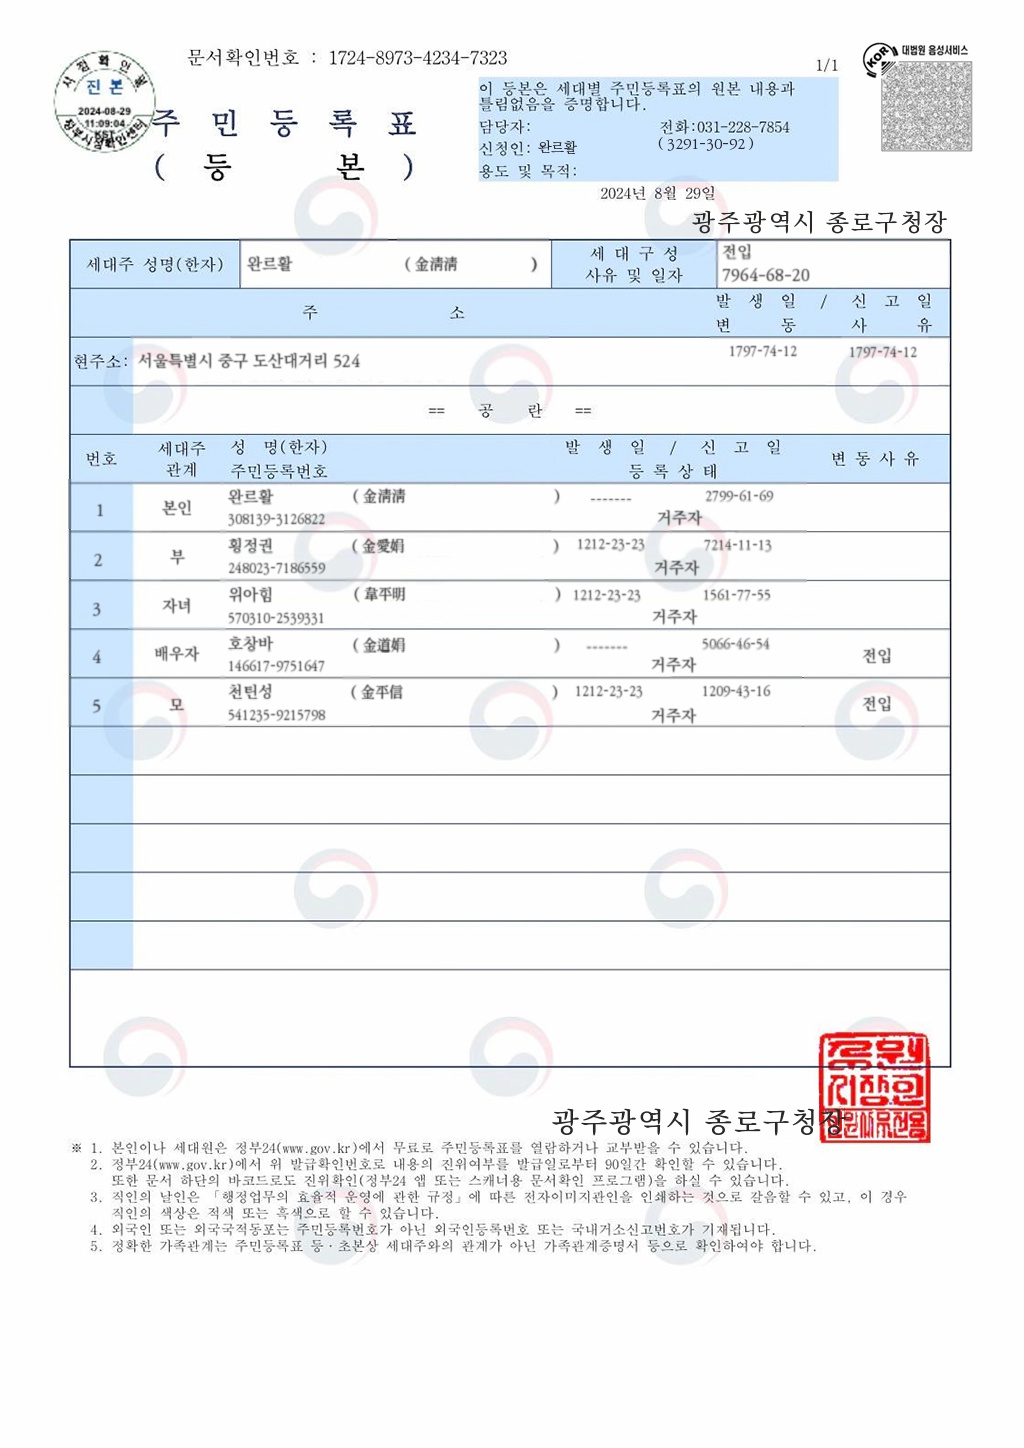 문서확인번호 : 1724-8973-4234-7323
1/1
대법원 음성서비스
KOR
시점확인필
진본
2024-08-29
11:09:04
KST
정부시점확인센터
주 민 등 록 표
( 등 본 )
이 등본은 세대별 주민등록표의 원본 내용과
틀림없음을 증명합니다.
담당자: 전화:031-228-7854
신청인: 완르활 (3291-30-92)
용도 및 목적:
2024년 8월 29일
광주광역시 종로구청장
세대주 성명(한자) 완르활 (金淸淸 ) 세 대 구 성 전입
사유 및 일자 7964-68-20
주 소 발 생 일 / 신 고 일
변 동 사 유
현주소: 서울특별시 중구 도산대거리 524 1797-74-12 1797-74-12
== 공 란 ==
번호 세대주 성 명(한자) 발 생 일 / 신 고 일 변 동 사 유
관계 주민등록번호 등 록 상 태
1 본인 완르활 (金淸淸 ) ------- 2799-61-69
308139-3126822 거주자
2 부 횡정권 (金愛娟 ) 1212-23-23 7214-11-13
248023-7186559 거주자
3 자녀 위아힘 (韋平明 ) 1212-23-23 1561-77-55
570310-2539331 거주자
4 배우자 호창바 (金道娟 ) ------- 5066-46-54 전입
146617-9751647 거주자
5 모 천턴성 (金平信 ) 1212-23-23 1209-43-16 전입
541235-9215798 거주자
광주광역시 종로구청장
※ 1. 본인이나 세대원은 정부24(www.gov.kr)에서 무료로 주민등록표를 열람하거나 교부받을 수 있습니다.
2. 정부24(www.gov.kr)에서 위 발급확인번호로 내용의 진위여부를 발급일로부터 90일간 확인할 수 있습니다.
또한 문서 하단의 바코드로도 진위확인(정부24 앱 또는 스캐너용 문서확인 프로그램)을 하실 수 있습니다.
3. 직인의 날인은 「행정업무의 효율적 운영에 관한 규정」에 따른 전자이미지관인을 인쇄하는 것으로 갈음할 수 있고, 이 경우
직인의 색상은 적색 또는 흑색으로 할 수 있습니다.
4. 외국인 또는 외국국적동포는 주민등록번호가 아닌 외국인등록번호 또는 국내거소신고번호가 기재됩니다.
5. 정확한 가족관계는 주민등록표 등·초본상 세대주와의 관계가 아닌 가족관계증명서 등으로 확인하여야 합니다.